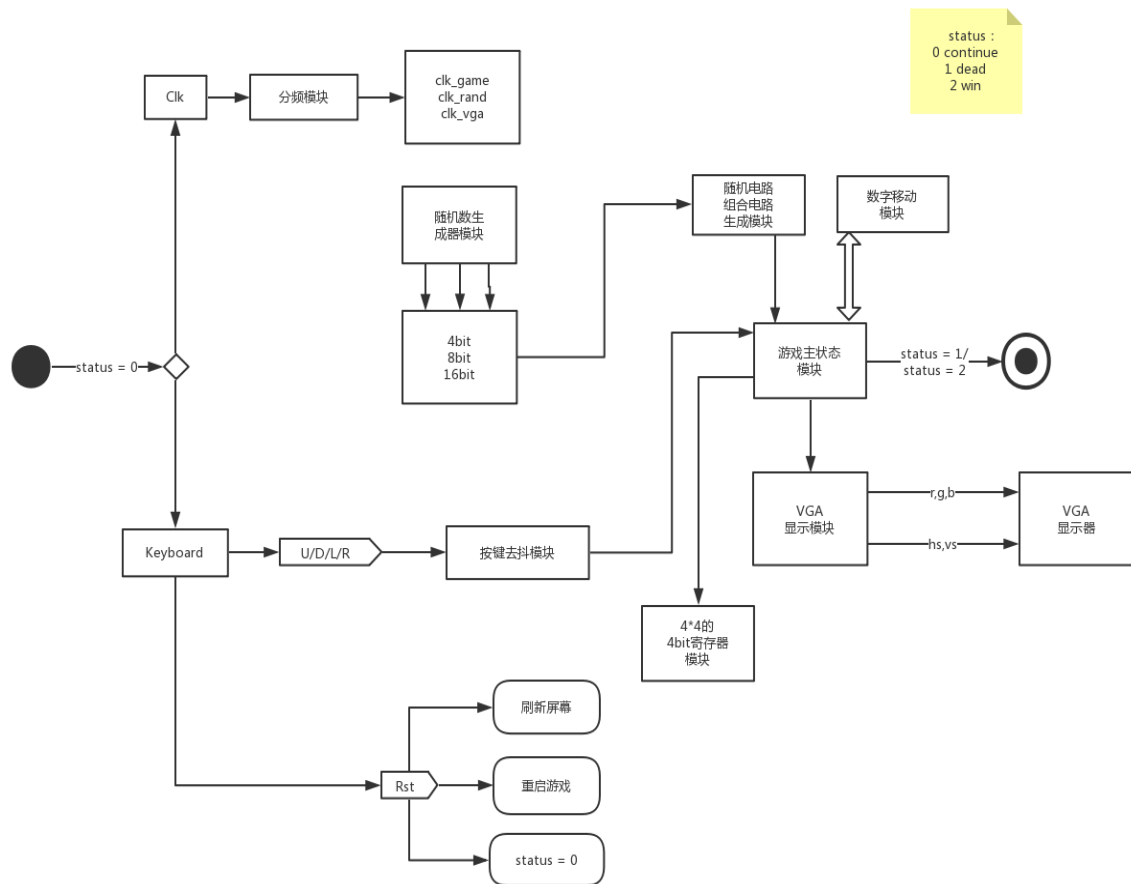 status :
0 continue
1 dead
2 win
Clk
分频模块
clk_game
clk_rand
clk_vga
随机数生
成器模块
随机电路
组合电路
生成模块
数字移动
模块
4bit
8bit
16bit
status = 0
游戏主状态
模块
status = 1/
status = 2
VGA
显示模块
r,g,b
hs,vs
VGA
显示器
Keyboard
U/D/L/R
按键去抖模块
4*4的
4bit寄存器
模块
刷新屏幕
Rst
重启游戏
status = 0